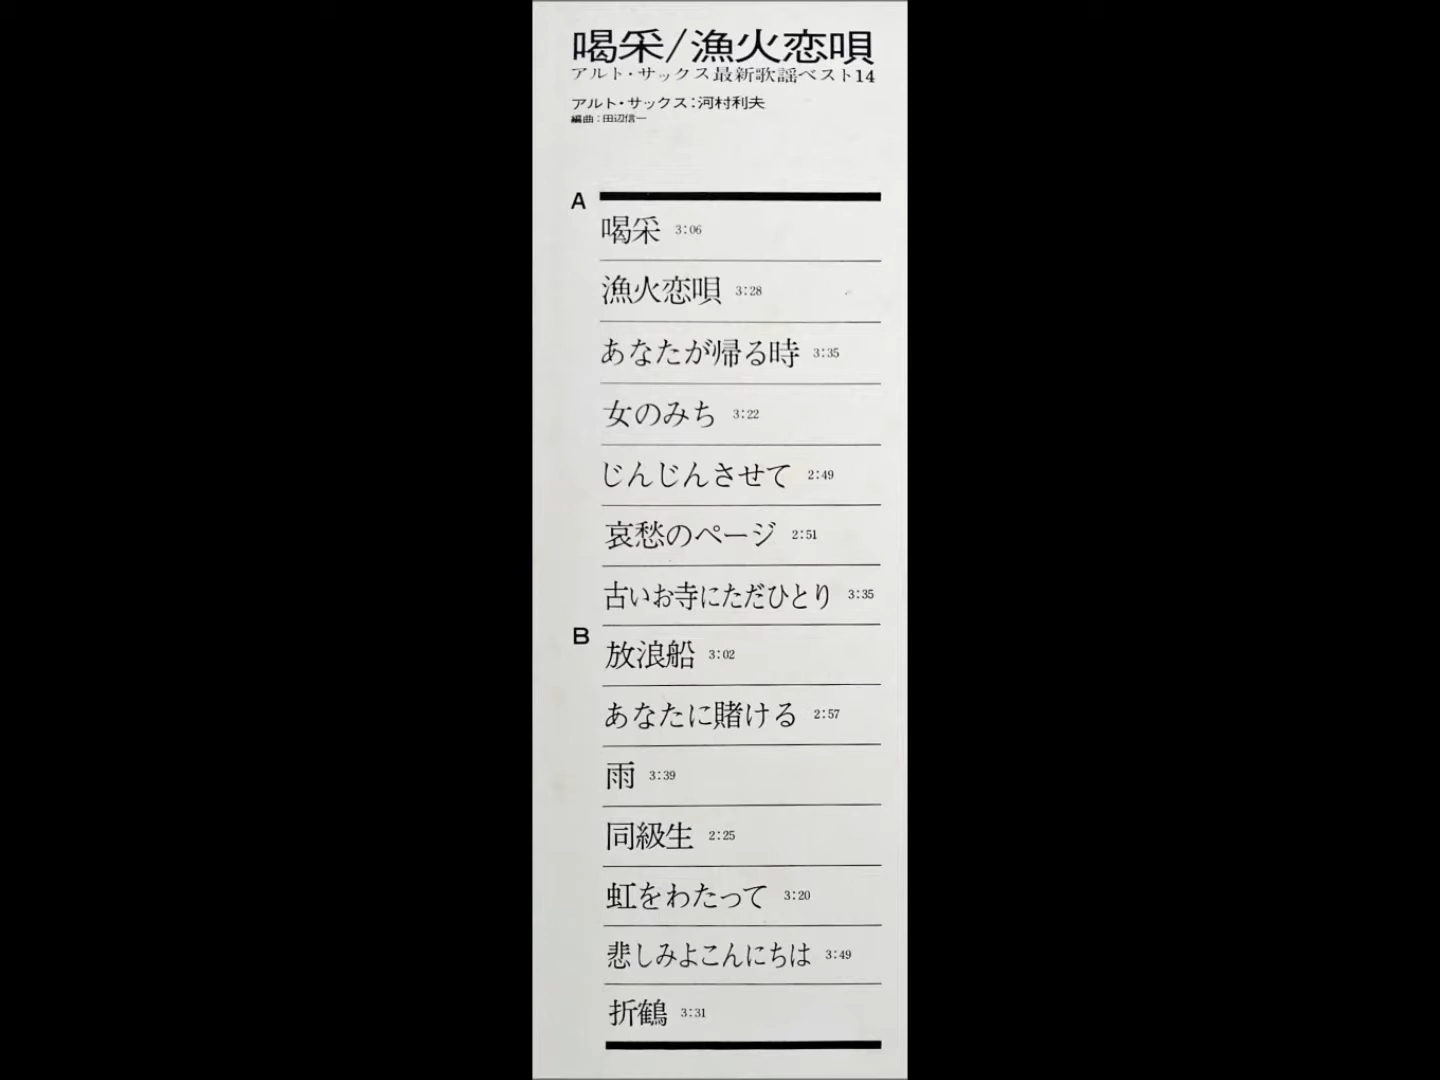 喝采/漁火恋唄
アルト・サックス最新歌謡ベスト14
アルト・サックス:河村利夫
編曲:田辺信一
A
喝采 3:06
漁火恋唄 3:28
あなたが帰る時 3:35
女のみち 3:22
じんじんさせて 2:49
哀愁のページ 2:51
古いお寺にただひとり 3:35
B
放浪船 3:02
あなたに賭ける 2:57
雨 3:39
同級生 2:25
虹をわたって 3:20
悲しみよこんにちは 3:49
折鶴 3:31